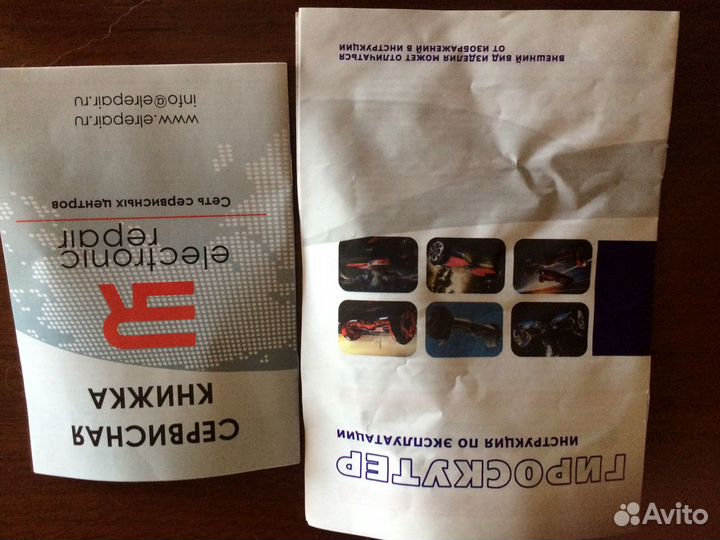 СЕРВИСНАЯ
КНИЖКА
ER
electronic
repair
Сеть сервисных центров
www.elrepair.ru
info@elrepair.ru
ГИРОСКУТЕР
ИНСТРУКЦИЯ ПО ЭКСПЛУАТАЦИИ
ВНЕШНИЙ ВИД ИЗДЕЛИЯ МОЖЕТ ОТЛИЧАТЬСЯ
ОТ ИЗОБРАЖЕНИЙ В ИНСТРУКЦИИ
Avito